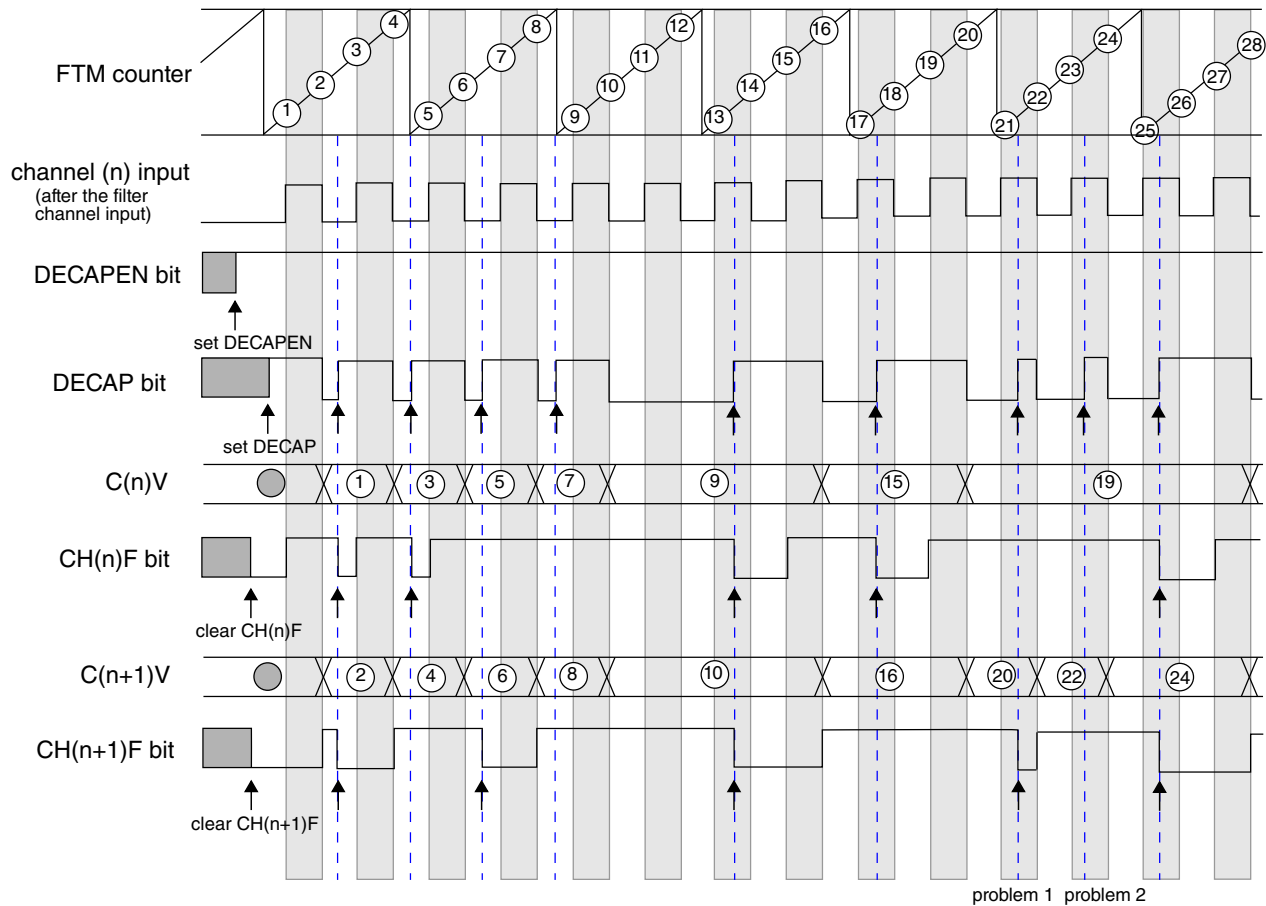 4 8 12 16 20 24 28
3 7 11 15 19 23 27
FTM counter
2 6 10 14 18 22 26
1 5 9 13 17 21 25
channel (n) input
(after the filter
channel input)
DECAPEN bit
set DECAPEN
DECAP bit
set DECAP
C(n)V 1 3 5 7 9 15 19
CH(n)F bit
clear CH(n)F
C(n+1)V 2 4 6 8 10 16 20 22 24
CH(n+1)F bit
clear CH(n+1)F
problem 1 problem 2